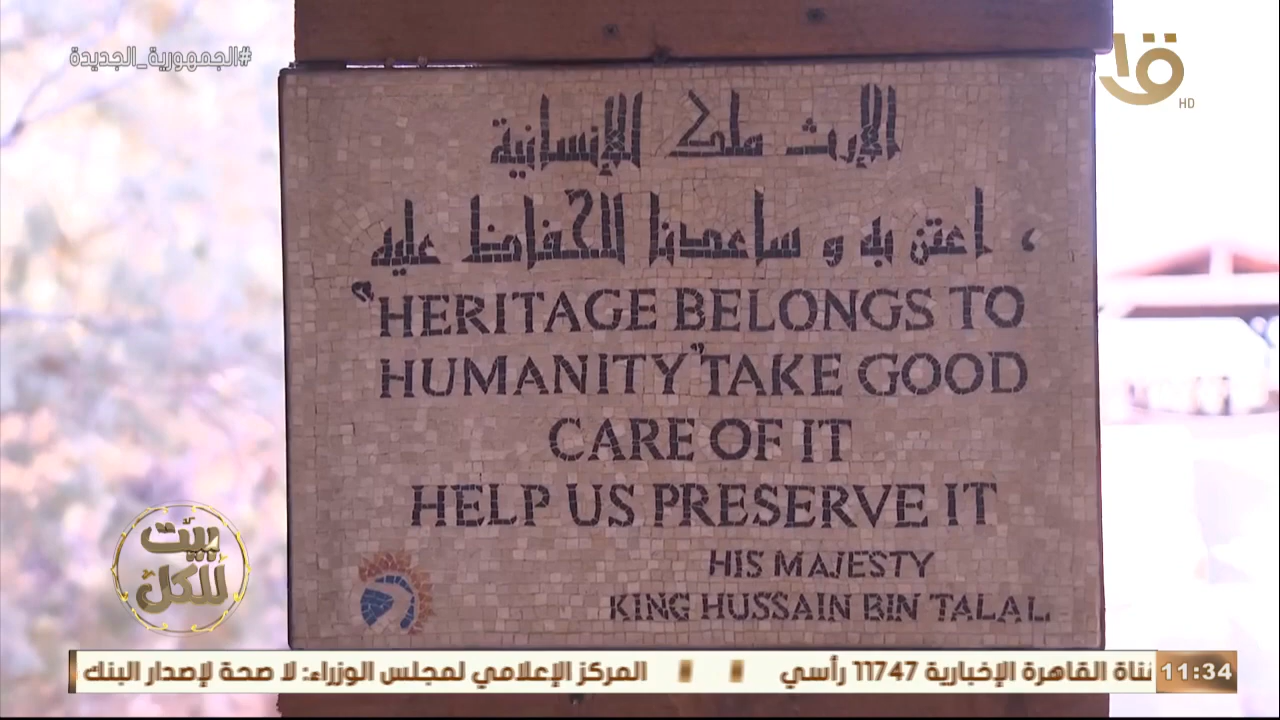 #الجمهورية_الجديدة
HD
الإرث ملك للإنسانية
، اعتن به و ساعدنا للحفاظ عليه
"HERITAGE BELONGS TO
HUMANITY" TAKE GOOD
CARE OF IT
HELP US PRESERVE IT
HIS MAJESTY
KING HUSSAIN BIN TALAL
بيت
للكل
11:34
قناة القاهرة الإخبارية 11747 رأسي
المركز الإعلامي لمجلس الوزراء: لا صحة لإصدار البنك